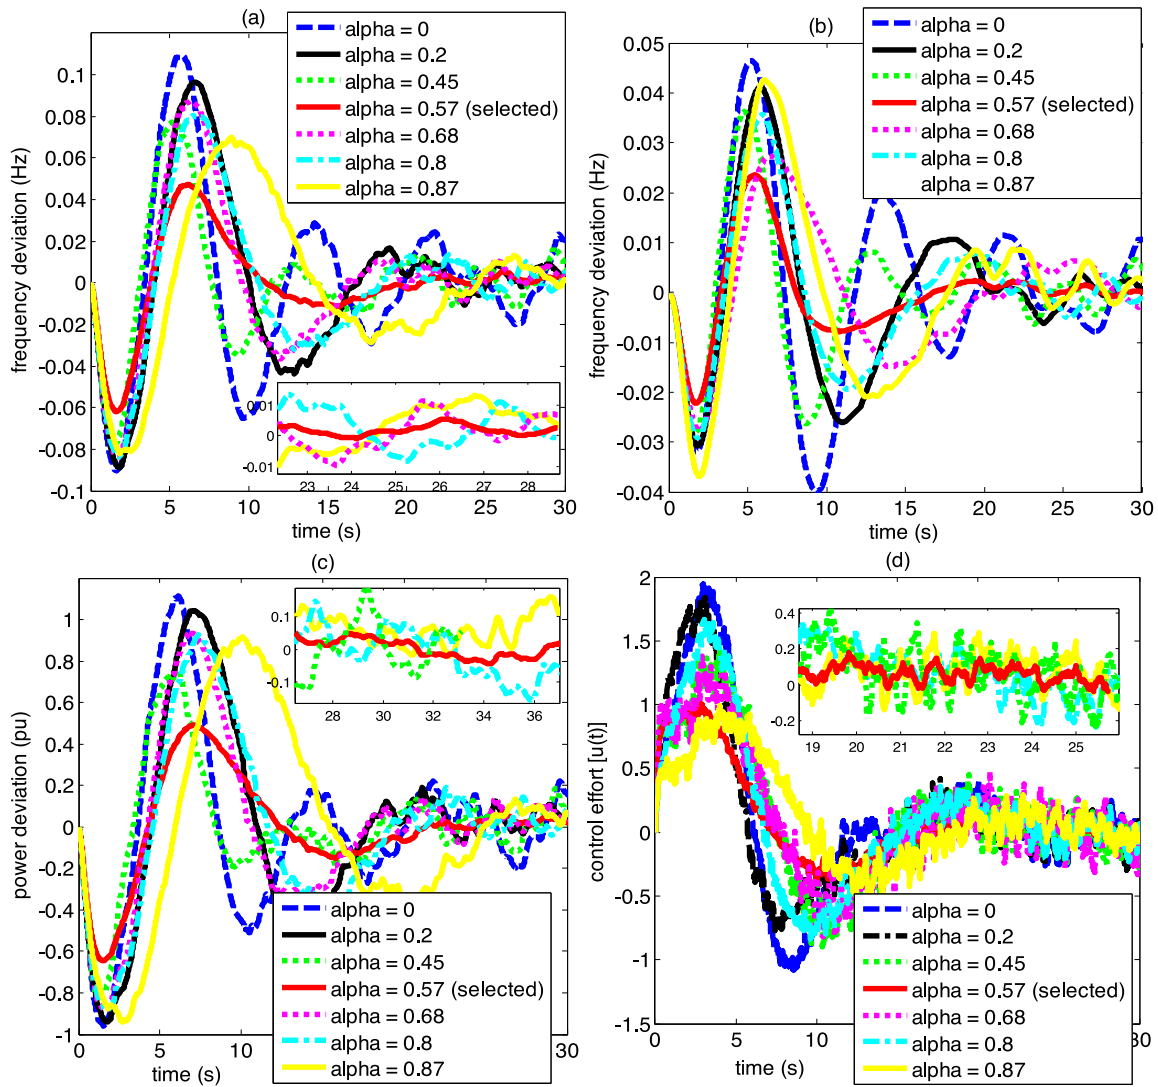 (a)
alpha = 0
alpha = 0.2
alpha = 0.45
alpha = 0.57 (selected)
alpha = 0.68
alpha = 0.8
alpha = 0.87
frequency deviation (Hz)
0.12
0.1
0.08
0.06
0.04
0.02
0
-0.02
-0.04
-0.06
-0.08
-0.1
0.01
0
-0.01
23 24 25 26 27 28
0 5 10 15 20 25 30
time (s)
(b)
alpha = 0
alpha = 0.2
alpha = 0.45
alpha = 0.57 (selected)
alpha = 0.68
alpha = 0.8
alpha = 0.87
frequency deviation (Hz)
0.05
0.04
0.03
0.02
0.01
0
-0.01
-0.02
-0.03
-0.04
0 5 10 15 20 25 30
time (s)
(c)
power deviation (pu)
1
0.8
0.6
0.4
0.2
0
-0.2
-0.4
-0.6
-0.8
-1
0.1
0
-0.1
28 30 32 34 36
alpha = 0
alpha = 0.2
alpha = 0.45
alpha = 0.57 (selected)
alpha = 0.68
alpha = 0.8
alpha = 0.87
0 5 10 30
time (s)
(d)
control effort [u(t)]
2
1.5
1
0.5
0
-0.5
-1
-1.5
0.4
0.2
0
-0.2
19 20 21 22 23 24 25
alpha = 0
alpha = 0.2
alpha = 0.45
alpha = 0.57 (selected)
alpha = 0.68
alpha = 0.8
alpha = 0.87
0 5 10 30
time (s)